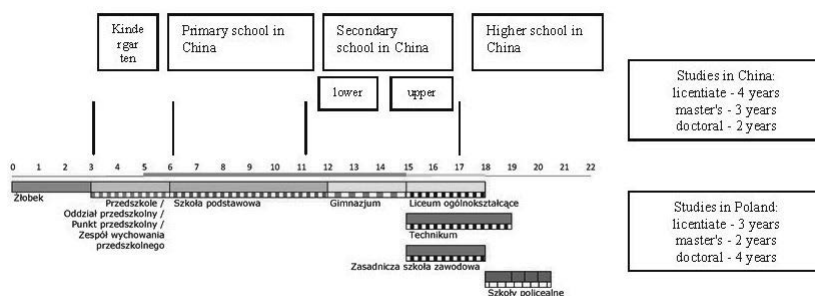 Kinde
rgar
ten
Primary school in
China
Secondary
school in China
Higher school in
China
lower
upper
Studies in China:
licentiate - 4 years
master's - 3 years
doctoral - 2 years
0 1 2 3 4 5 6 7 8 9 10 11 12 13 14 15 16 17 18 19 20 21 22
Żłobek
Przedszkole /
Oddział przedszkolny /
Punkt przedszkolny /
Zespół wychowania
przedszkolnego
Szkoła podstawowa
Gimnazjum
Liceum ogólnokształcące
Technikum
Zasadnicza szkoła zawodowa
Szkoły policealne
Studies in Poland:
licentiate - 3 years
master's - 2 years
doctoral - 4 years